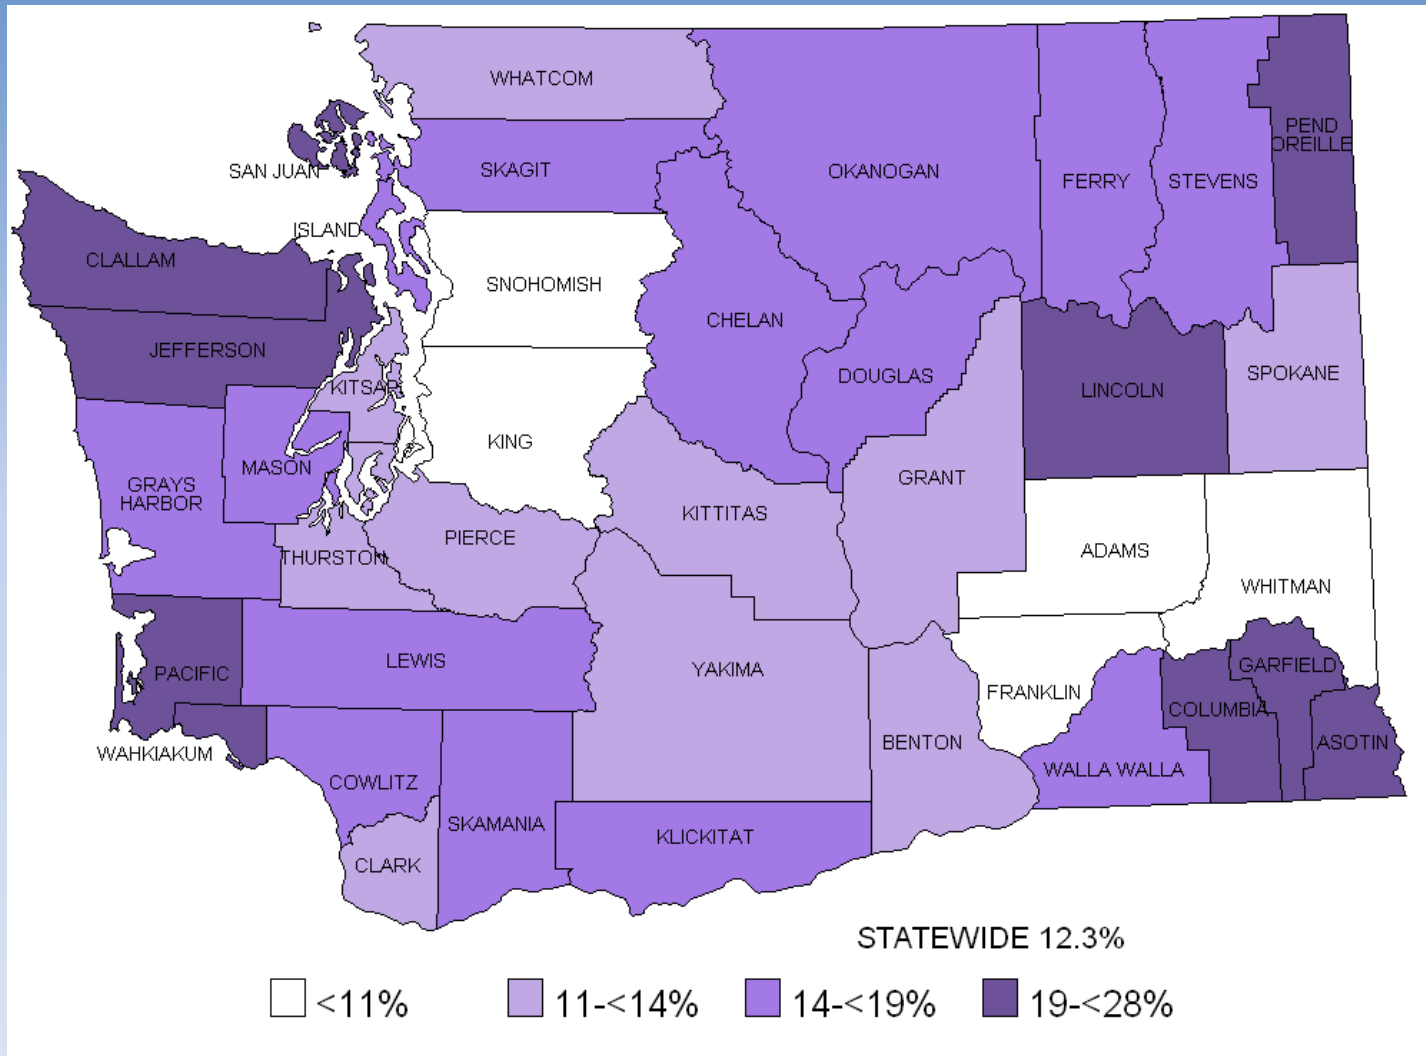 WHATCOM
PEND
OREILLE
SAN JUAN
SKAGIT
OKANOGAN
FERRY
STEVENS
ISLAND
CLALLAM
SNOHOMISH
CHELAN
JEFFERSON
KITSAP
DOUGLAS
LINCOLN
SPOKANE
KING
MASON
GRAYS
HARBOR
GRANT
KITTITAS
PIERCE
THURSTON
ADAMS
WHITMAN
LEWIS
PACIFIC
YAKIMA
GARFIELD
FRANKLIN
COLUMBIA
WAHKIAKUM
BENTON
ASOTIN
COWLITZ
WALLA WALLA
SKAMANIA
KLICKITAT
CLARK
STATEWIDE 12.3%
<11%
11-<14%
14-<19%
19-<28%